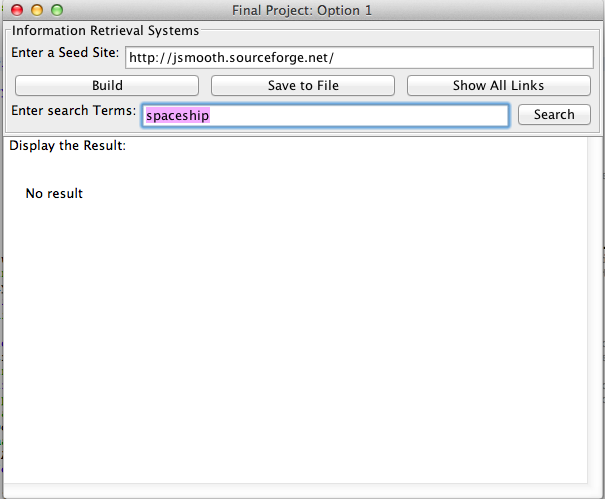 Final Project: Option 1
Information Retrieval Systems
Enter a Seed Site: http://jsmooth.sourceforge.net/
Build Save to File Show All Links
Enter search Terms: spaceship Search
Display the Result:
No result